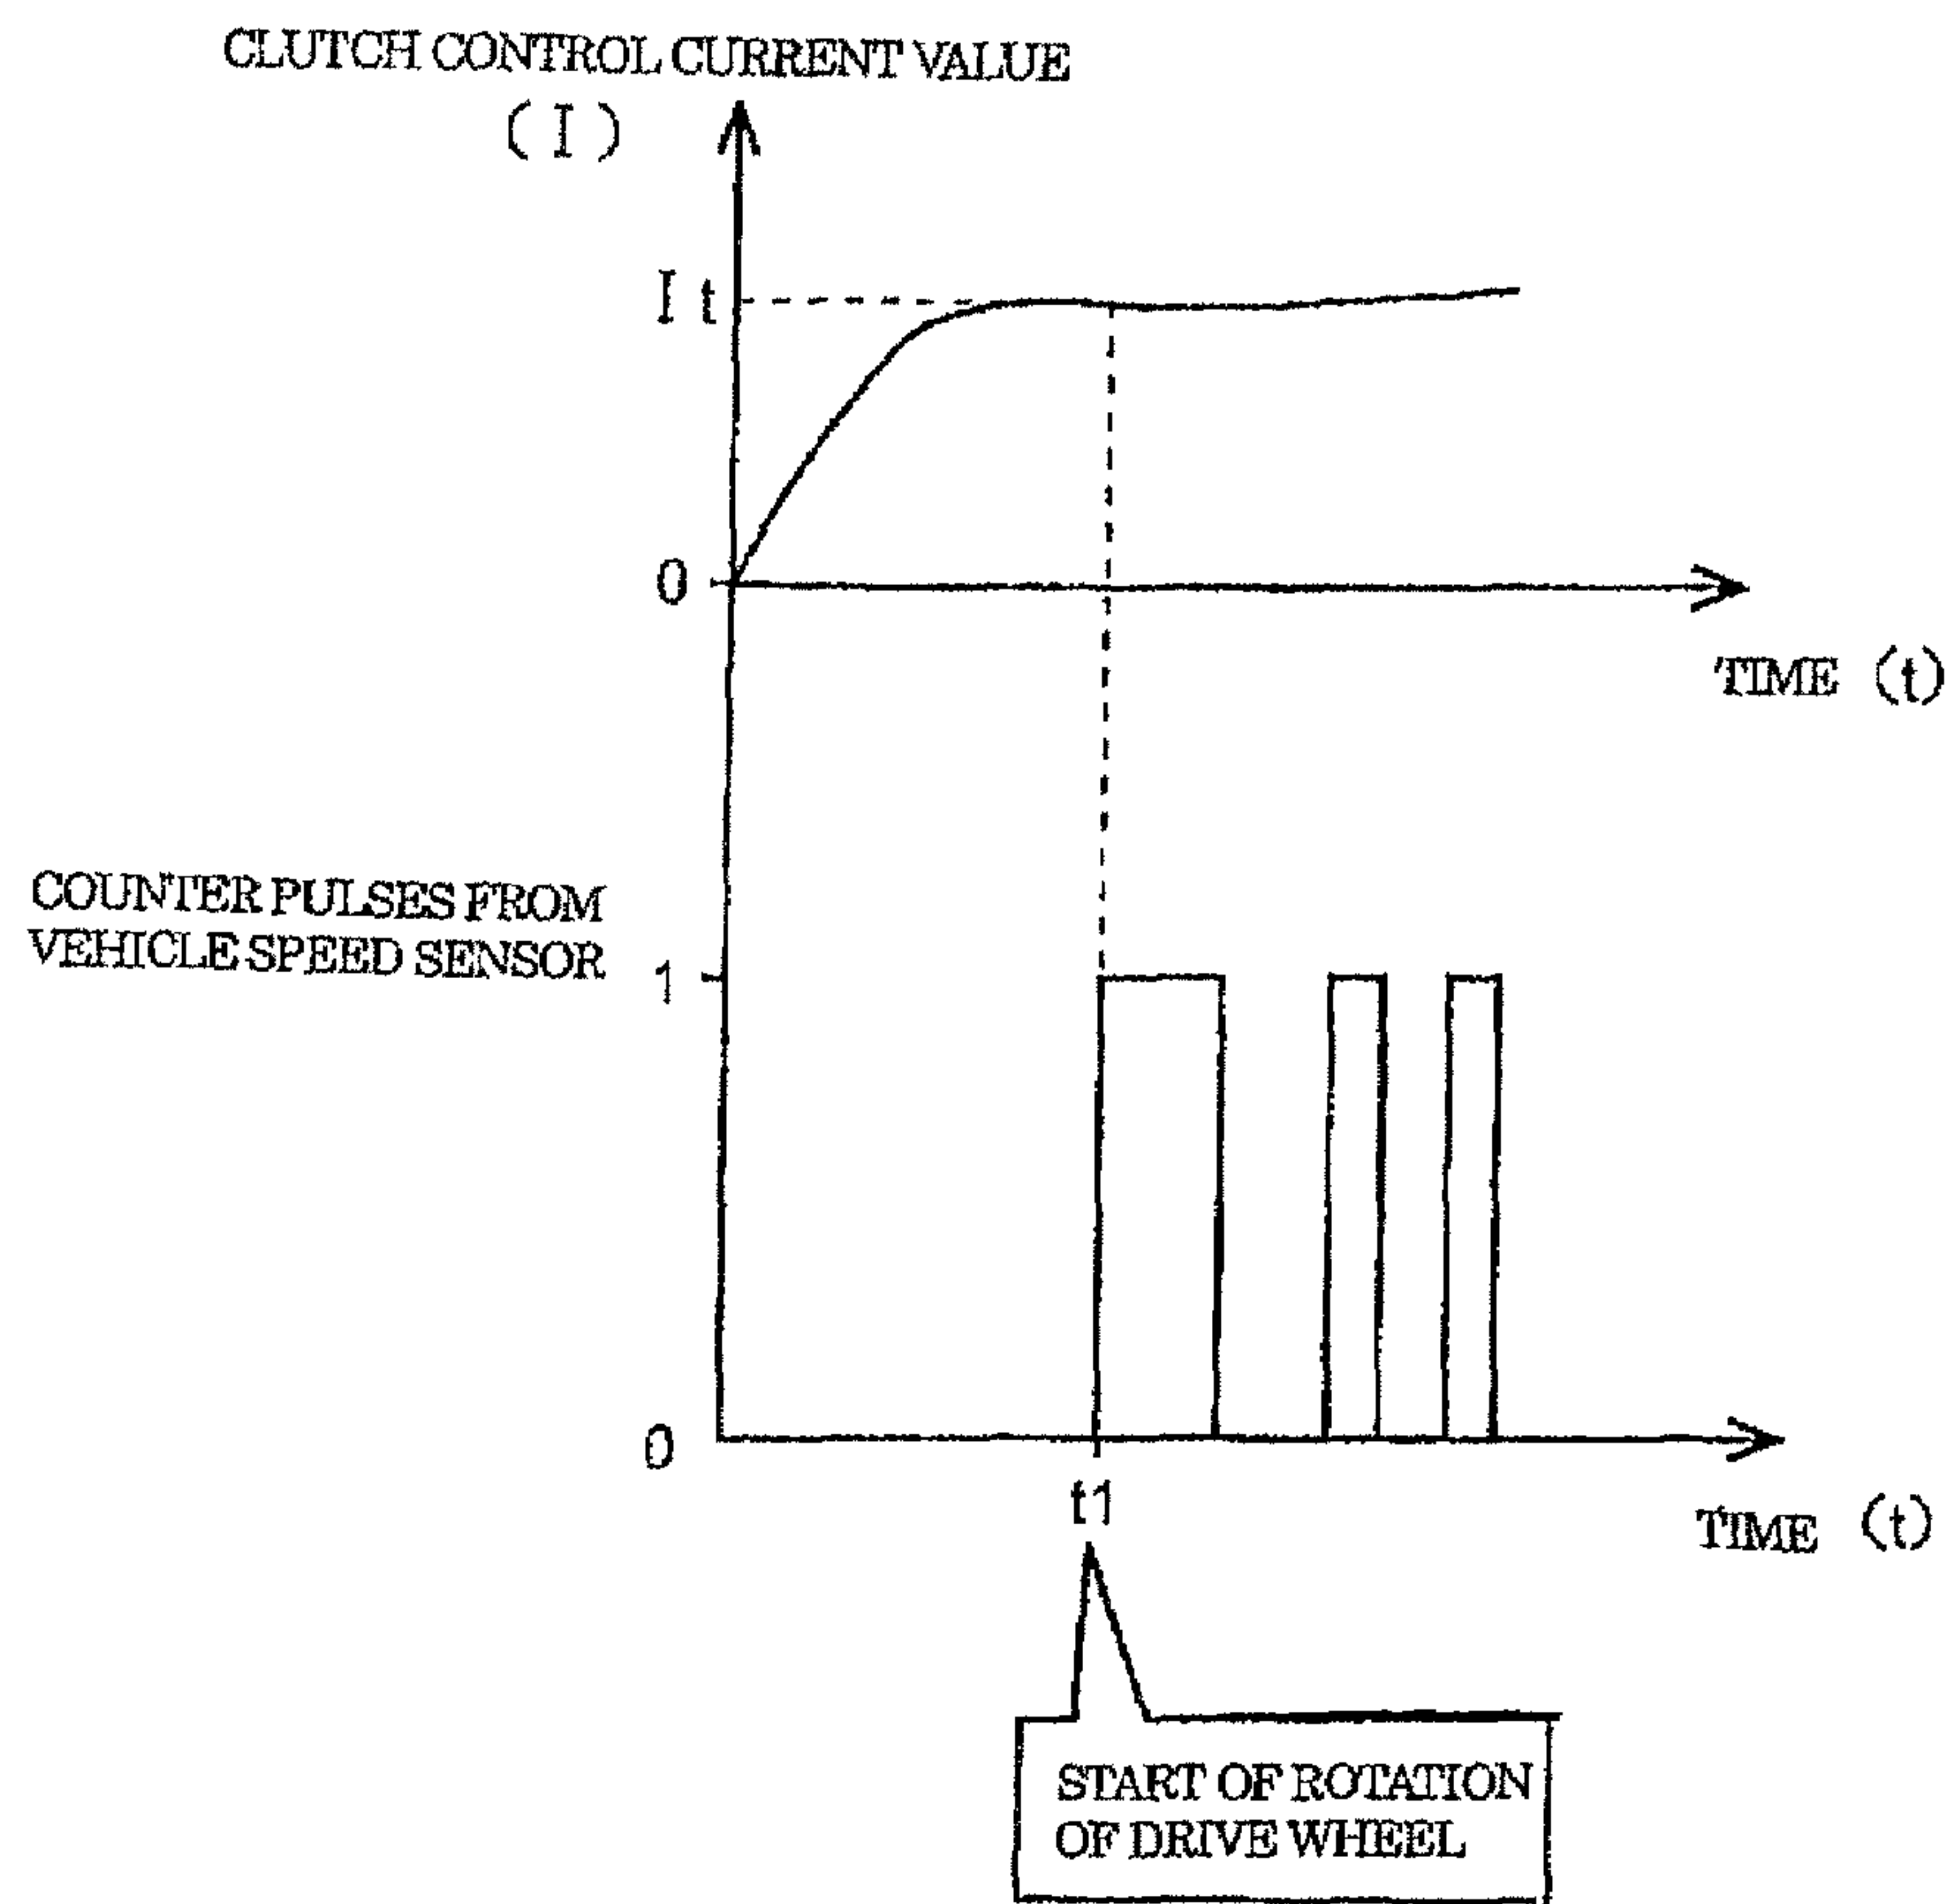 CLUTCH CONTROL CURRENT VALUE
( I )
I t
0
TIME (t)
COUNTER PULSES FROM
VEHICLE SPEED SENSOR
1
0
t1
TIME (t)
START OF ROTATION
OF DRIVE WHEEL